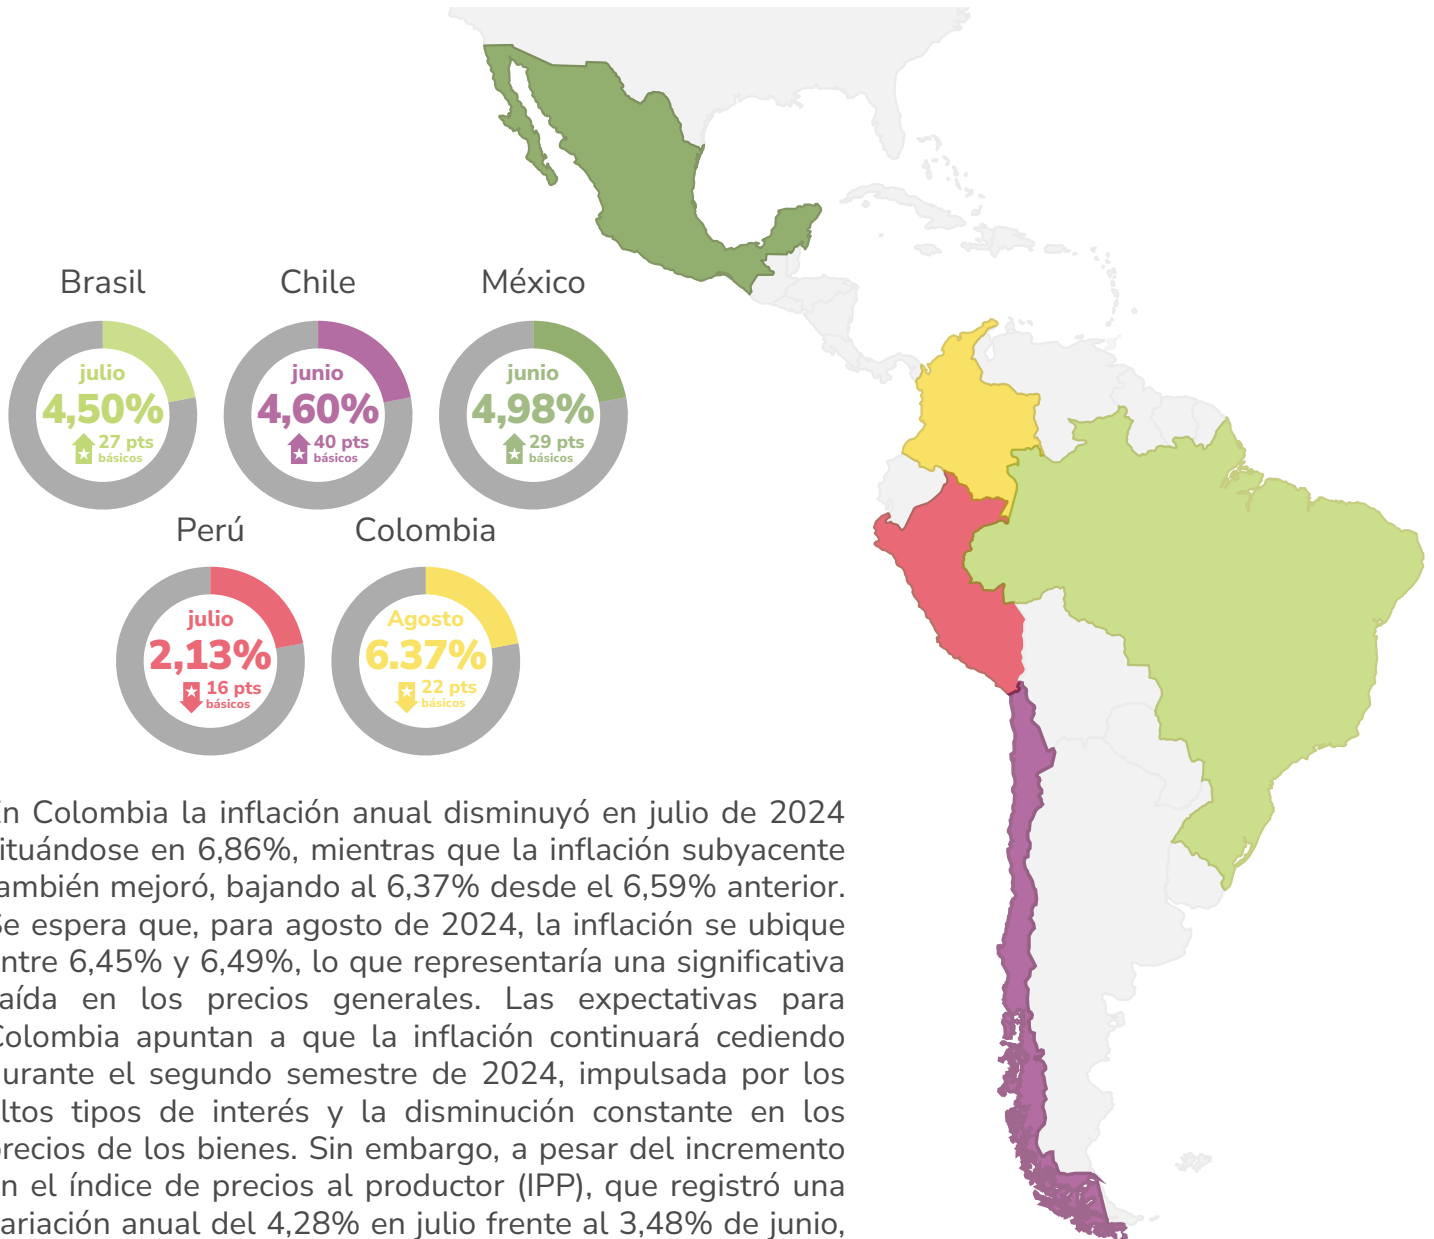 Brasil
Chile
México
julio
4,50%
27 pts
básicos
junio
4,60%
40 pts
básicos
junio
4,98%
29 pts
básicos
Perú
Colombia
julio
2,13%
16 pts
básicos
Agosto
6.37%
22 pts
básicos
n Colombia la inflación anual disminuyó en julio de 2024
ituándose en 6,86%, mientras que la inflación subyacente
ambién mejoró, bajando al 6,37% desde el 6,59% anterior.
Se espera que, para agosto de 2024, la inflación se ubique
ntre 6,45% y 6,49%, lo que representaría una significativa
aída en los precios generales. Las expectativas para
Colombia apuntan a que la inflación continuará cediendo
urante el segundo semestre de 2024, impulsada por los
ltos tipos de interés y la disminución constante en los
precios de los bienes. Sin embargo, a pesar del incremento
n el índice de precios al productor (IPP), que registró una
ariación anual del 4,28% en julio frente al 3,48% de junio,